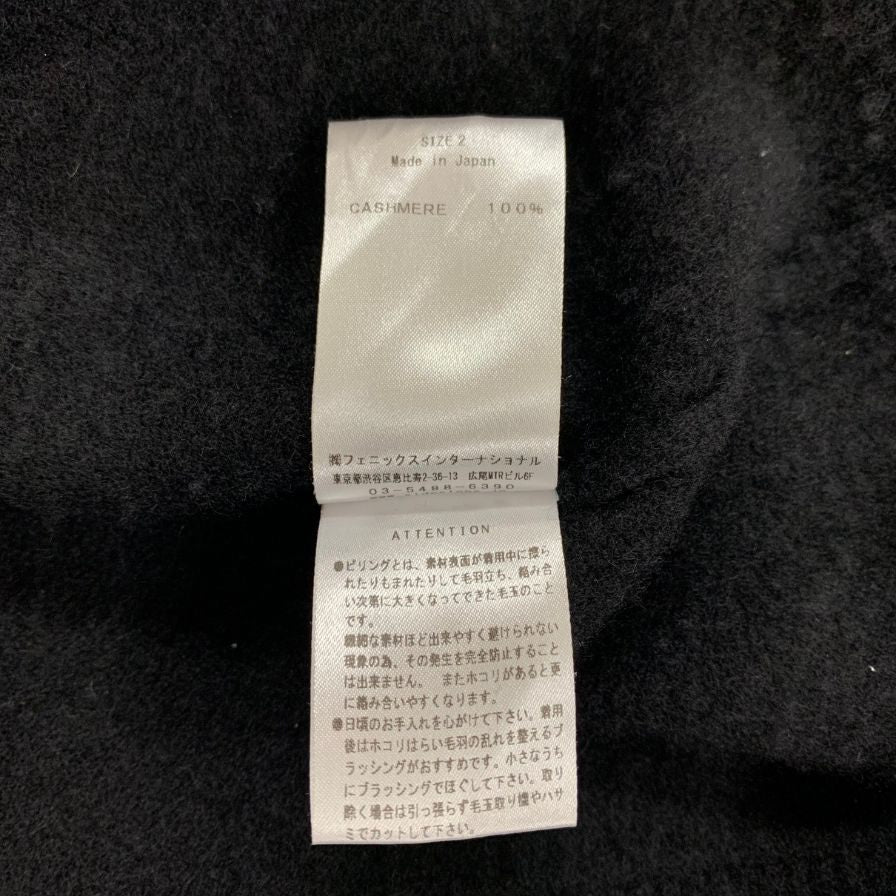 SIZE 2
Made in Japan
CASHMERE 100%
㈱フェニックスインターナショナル
東京都渋谷区恵比寿2-36-13 広尾MTRビル6F
03-5488-6390
ATTENTION
●ピリングとは、素材表面が着用中に擦ら
れたりもまれたりして毛羽立ち、絡み合
い次第に大きくなってできた毛玉のこと
です。
繊細な素材ほど出来やすく避けられない
現象の為、その発生を完全防止すること
は出来ません。 またホコリがあると更
に絡み合いやすくなります。
●日頃のお手入れを心がけて下さい。着用
後はホコリはらい毛羽の乱れを整えるブ
ラッシングがおすすめです。小さなうち
にブラッシングでほぐして下さい。取り
除く場合は引っ張らず毛玉取り機やハサ
ミでカットして下さい。